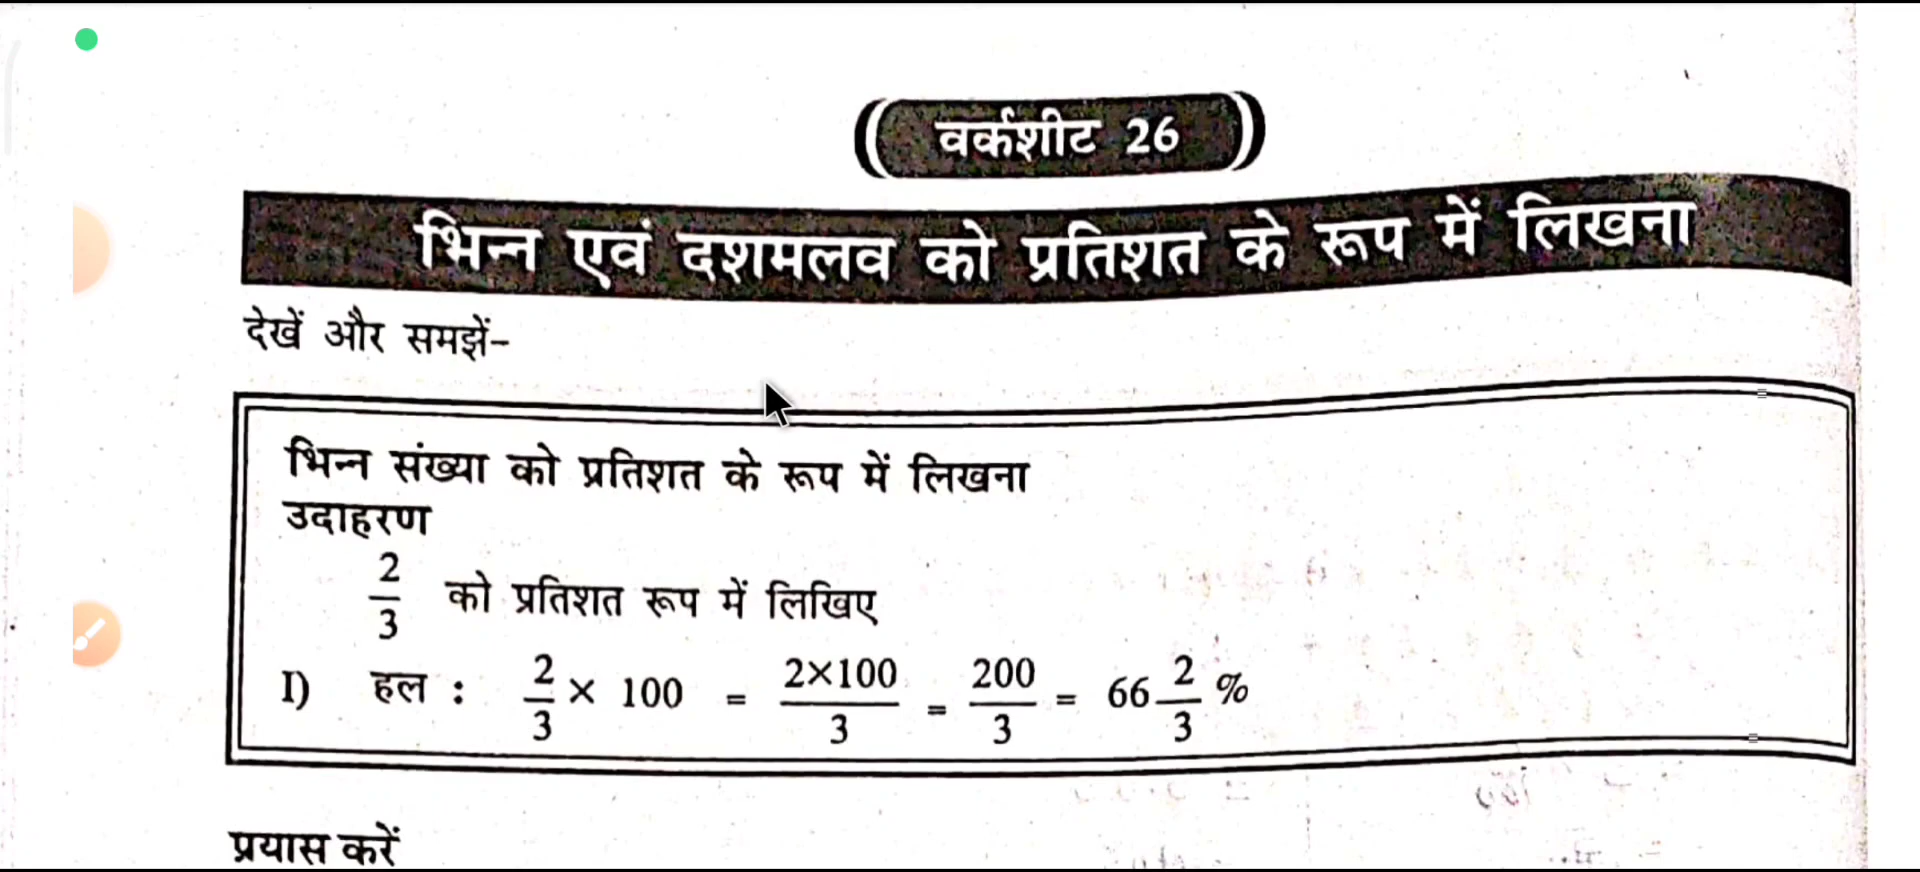 वर्कशीट 26
भिन्न एवं दशमलव को प्रतिशत के रूप में लिखना
देखें और समझें-
भिन्न संख्या को प्रतिशत के रूप में लिखना
उदाहरण
2/3 को प्रतिशत रूप में लिखिए
I) हल : 2/3 × 100 = 2×100/3 = 200/3 = 66 2/3 %
प्रयास करें